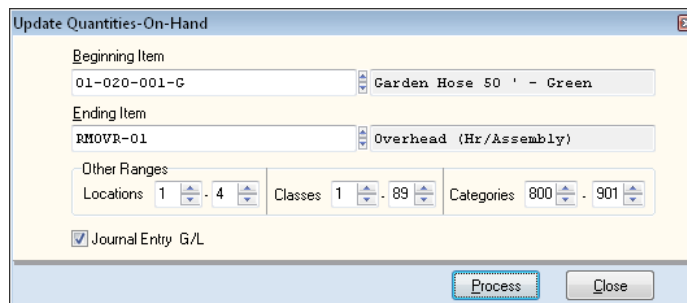 Update Quantities-On-Hand
Beginning Item
01-020-001-G Garden Hose 50 ' - Green
Ending Item
RMOVR-01 Overhead (Hr/Assembly)
Other Ranges
Locations 1 - 4 Classes 1 - 89 Categories 800 - 901
Journal Entry G/L
Process Close